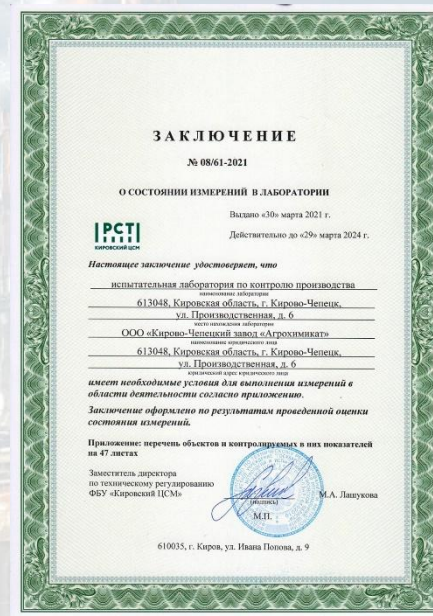 ЗАКЛЮЧЕНИЕ
№ 08/61-2021
О СОСТОЯНИИ ИЗМЕРЕНИЙ В ЛАБОРАТОРИИ
Выдано «30» марта 2021 г.
РСТ
КИРОВСКИЙ ЦСМ
Действительно до «29» марта 2024 г.
Настоящее заключение удостоверяет, что
испытательная лаборатория по контролю производства
наименование лаборатории
613048, Кировская область, г. Кирово-Чепецк,
ул. Производственная, д. 6
место нахождения лаборатории
ООО «Кирово-Чепецкий завод «Агрохимикат»
наименование юридического лица
613048, Кировская область, г. Кирово-Чепецк,
ул. Производственная, д. 6
юридический адрес юридического лица
имеет необходимые условия для выполнения измерений в
области деятельности согласно приложению.
Заключение оформлено по результатам проведенной оценки
состояния измерений.
Приложение: перечень объектов и контролируемых в них показателей
на 47 листах
Заместитель директора
по техническому регулированию
ФБУ «Кировский ЦСМ»
(подпись)
М.А. Лашукова
М.П.
610035, г. Киров, ул. Ивана Попова, д. 9